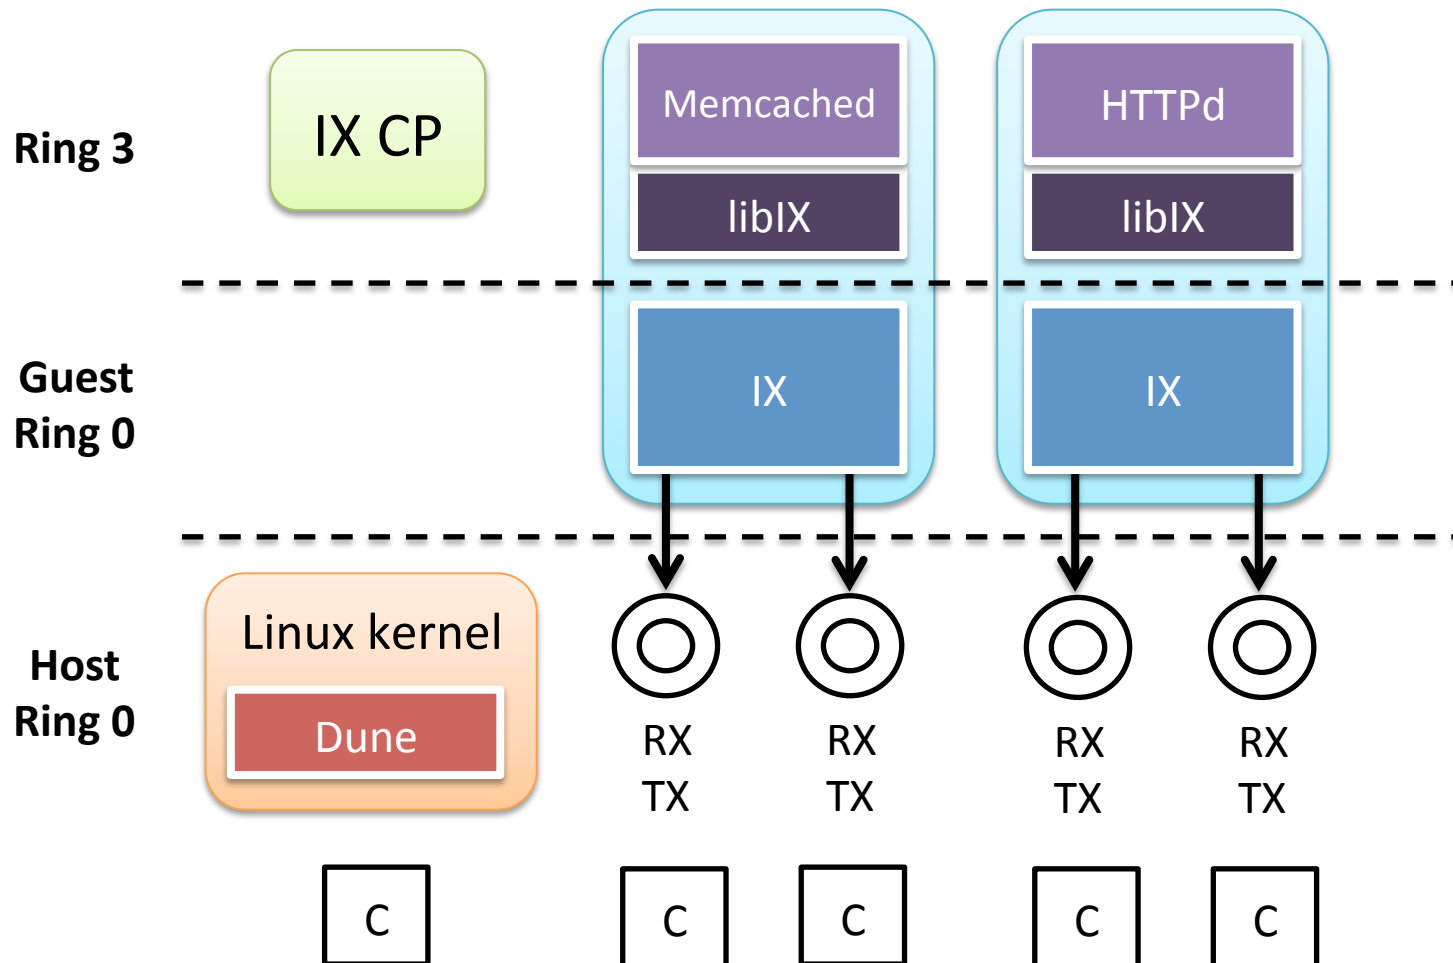 Ring 3
IX CP
Memcached
HTTPd
libIX
libIX
Guest
Ring 0
IX
IX
Host
Ring 0
Linux kernel
Dune
RX
TX
RX
TX
RX
TX
RX
TX
C
C
C
C
C